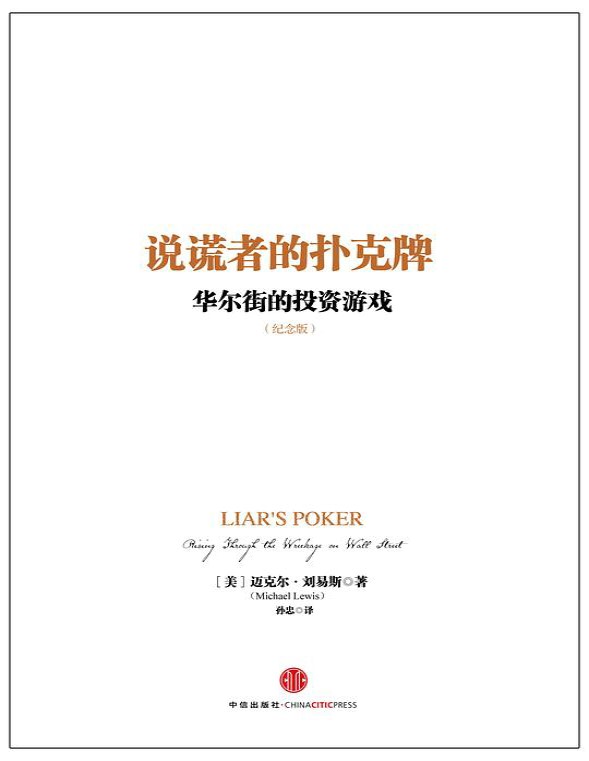 说谎者的扑克牌
华尔街的投资游戏
（纪念版）
LIAR'S POKER
Rising Through the Wreckage on Wall Street
［美］迈克尔·刘易斯◎著
（Michael Lewis）
孙忠◎译
中信出版社·CHINACITICPRESS